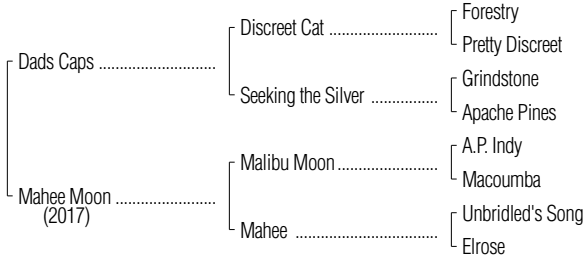 Forestry
Discreet Cat ......................
Pretty Discreet
Dads Caps ........................
Grindstone
Seeking the Silver ..............
Apache Pines
A.P. Indy
Malibu Moon....................
Macoumba
Mahee Moon ....................
(2017)
Unbridled's Song
Mahee .............................
Elrose